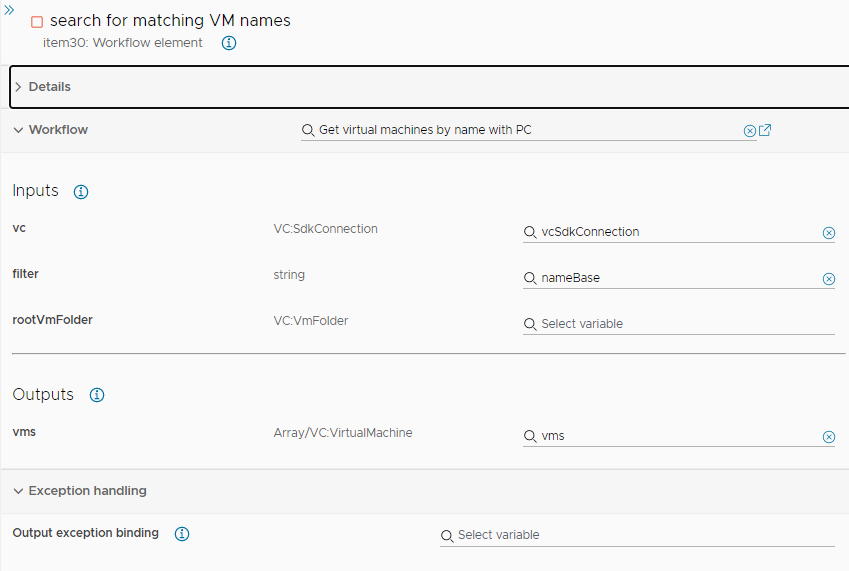 search for matching VM names
item30: Workflow element
Details
Workflow
Get virtual machines by name with PC
Inputs
vc VC:SdkConnection vcSdkConnection
filter string nameBase
rootVmFolder VC:VmFolder Select variable
Outputs
vms Array/VC:VirtualMachine vms
Exception handling
Output exception binding Select variable